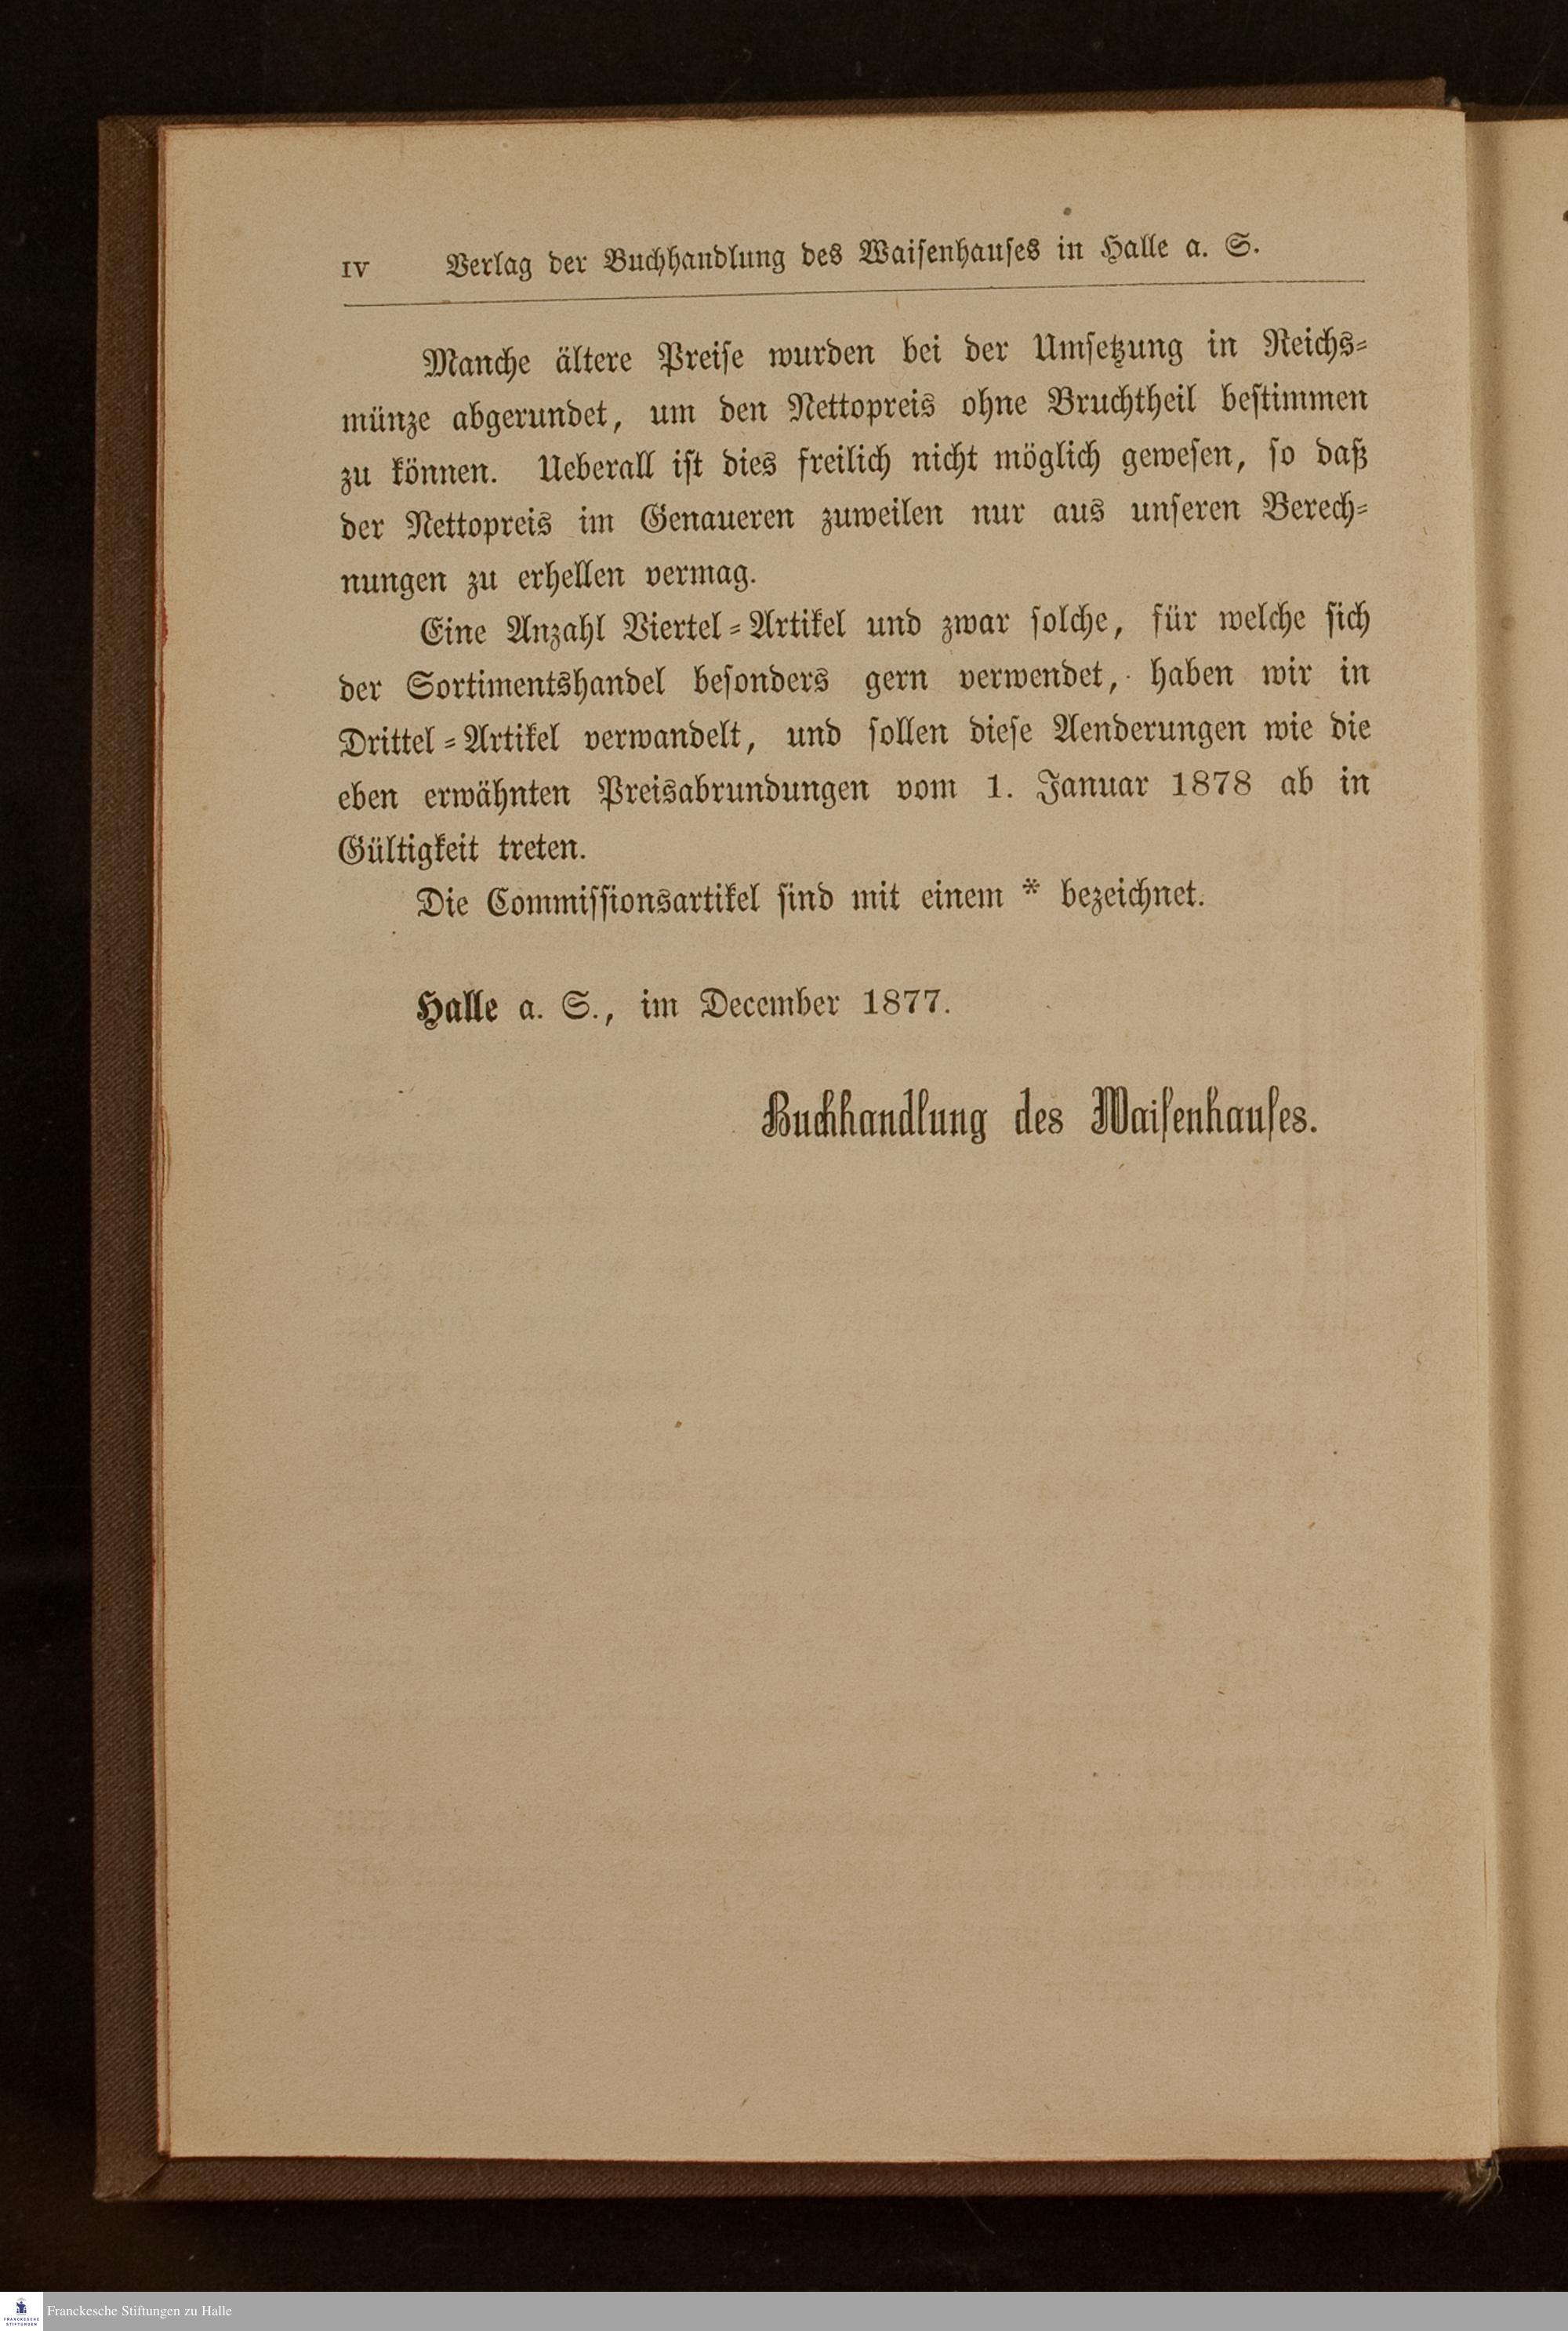 IV Verlag der Buchhandlung des Waiſenhauſes in Halle a. S.
Manche ältere Preiſe wurden bei der Umſetzung in Reichs⸗
münze abgerundet, um den Nettopreis ohne Bruchtheil beſtimmen
zu können. Ueberall iſt dies freilich nicht möglich geweſen, ſo daß
der Nettopreis im Genaueren zuweilen nur aus unſeren Berech⸗
nungen zu erhellen vermag.
Eine Anzahl Viertel⸗Artikel und zwar ſolche, für welche ſich
der Sortimentshandel beſonders gern verwendet, haben wir in
Drittel⸗Artikel verwandelt, und ſollen dieſe Aenderungen wie die
eben erwähnten Preisabrundungen vom 1. Januar 1878 ab in
Gültigkeit treten.
Die Commiſſionsartikel ſind mit einem * bezeichnet.
Halle a. S., im December 1877.
Buchhandlung des Waiſenhauſes.
FRANCKESCHE
STIFTUNGEN
Franckesche Stiftungen zu Halle